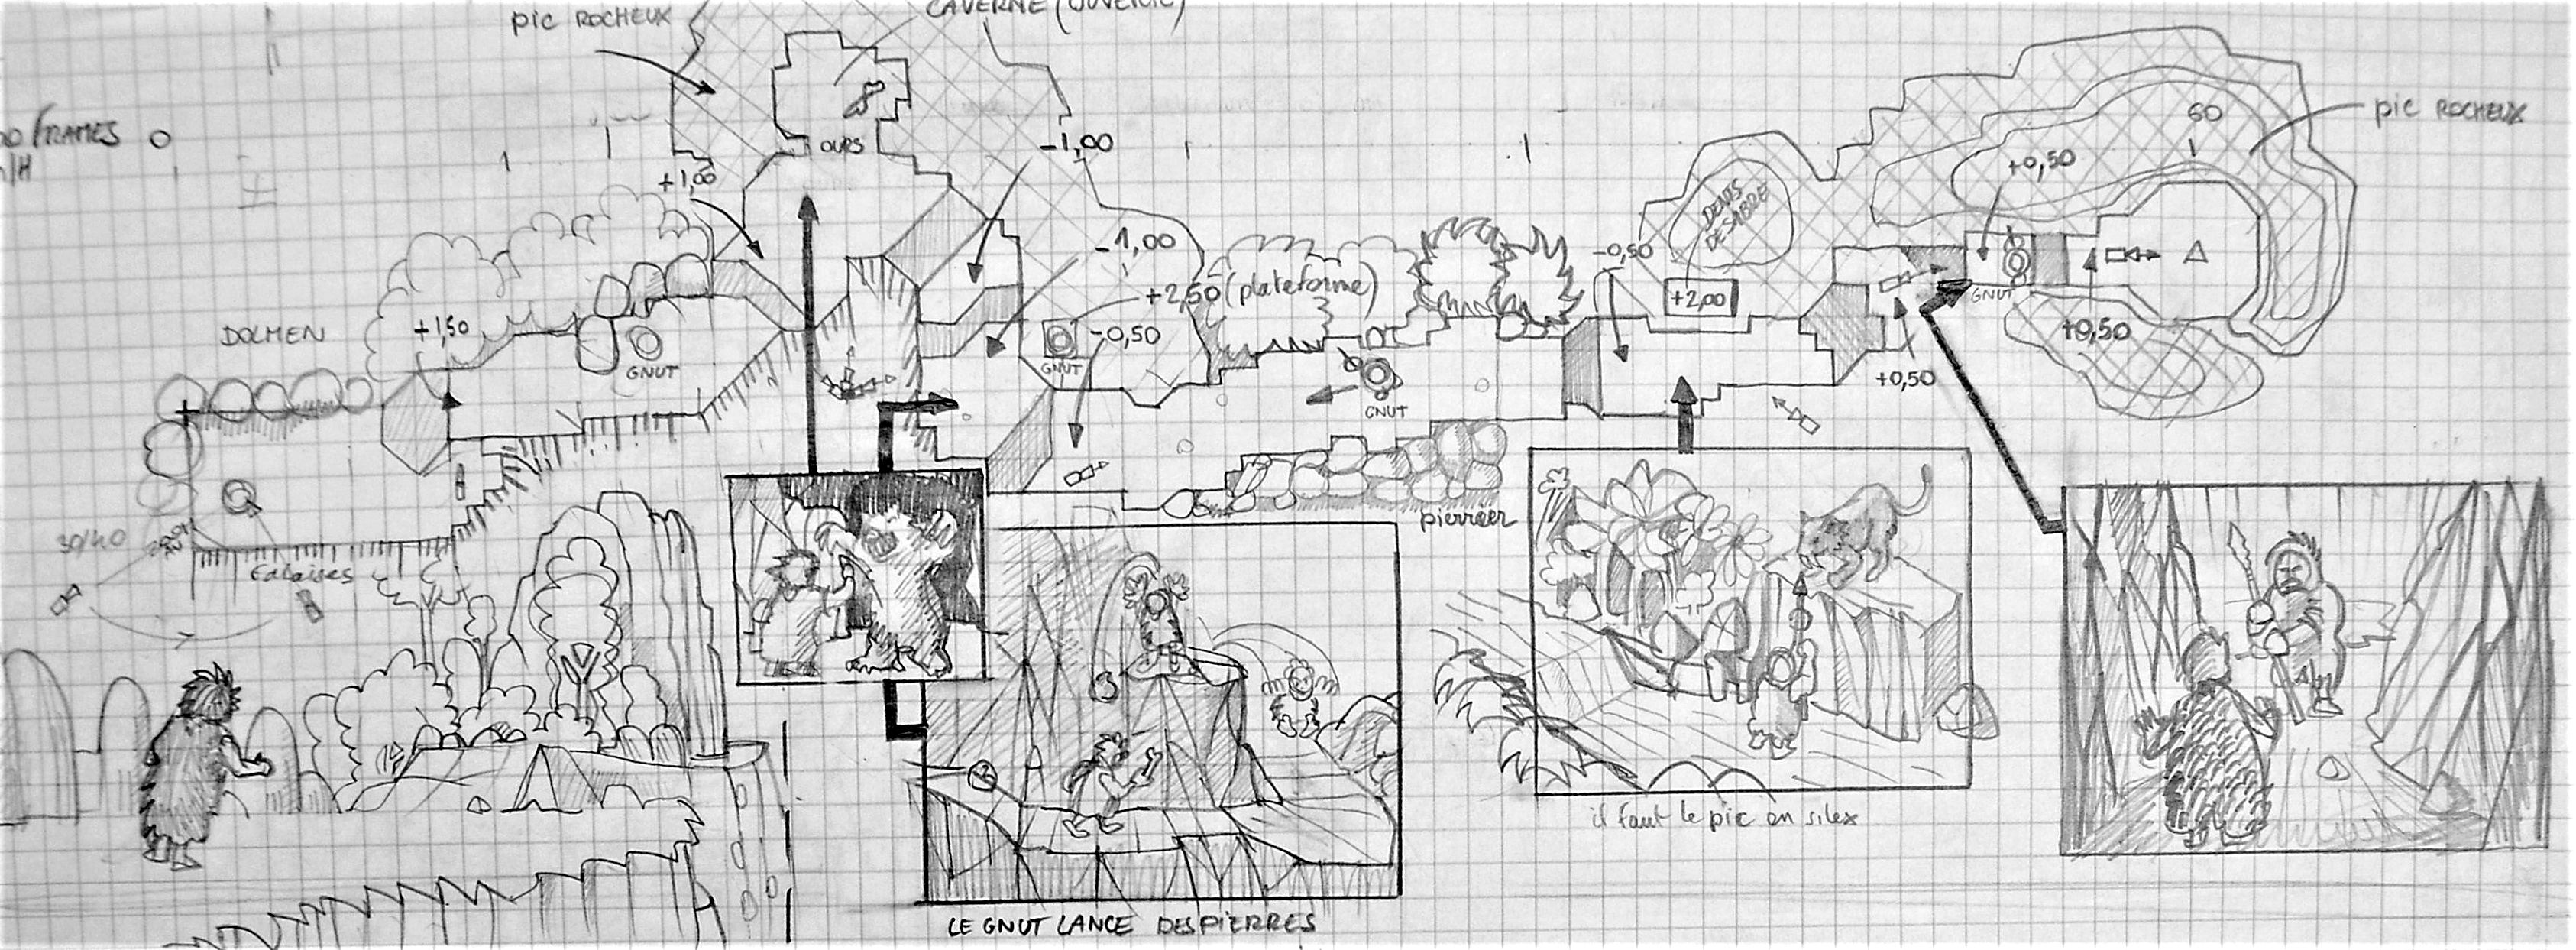 pic ROCHEUX
CAVERNE (OUVERTE)
FRAMES 0
/H
OURS
-1,00
+1,00
60
pic ROCHEUX
+0,50
DENTS
DE SABRE
-1,00
+2,50 (plateforme)
-0,50
+2,00
GNUT
DOLMEN
+1,50
GNUT
-0,50
GNUT
GNUT
+0,50
+0,50
30/40
falaises
pierrier
il faut le pic en silex
LE GNUT LANCE DES PIERRES